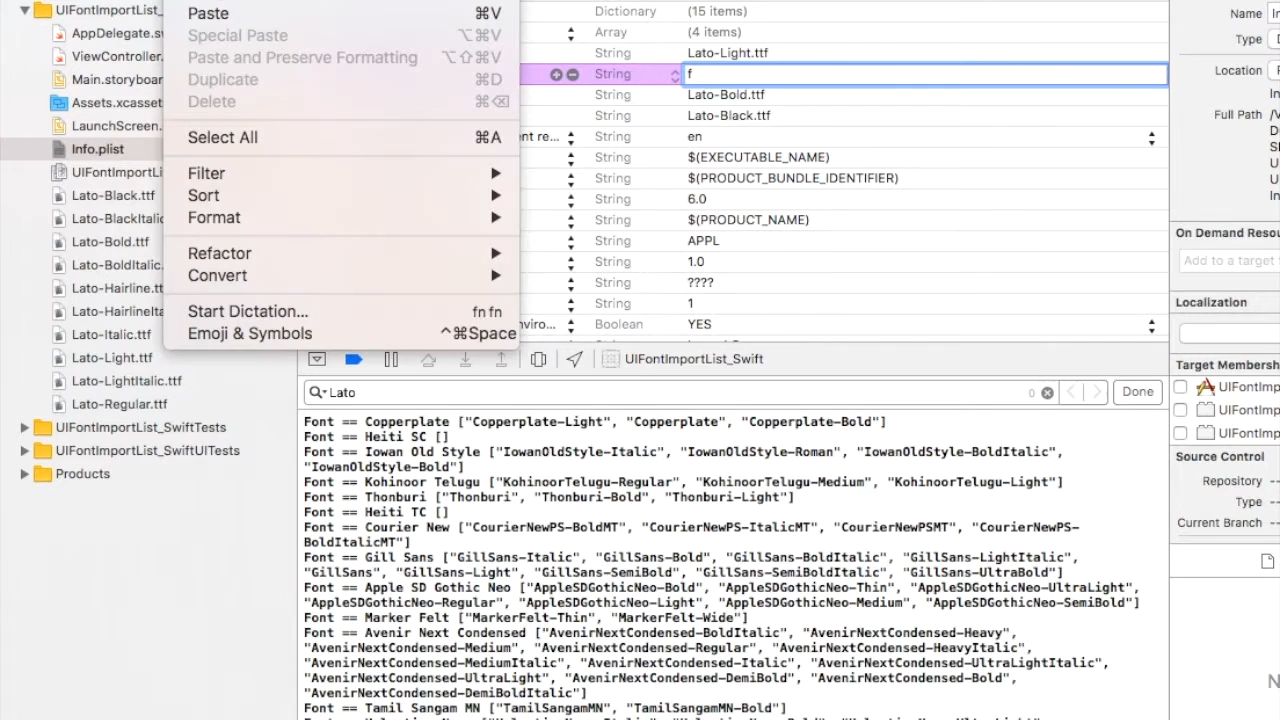 UIFontImportList_
AppDelegate.sw
ViewController.
Main.storyboar
Assets.xcasset
LaunchScreen.
Info.plist
UIFontImportLi
Lato-Black.ttf
Lato-BlackItalic
Lato-Bold.ttf
Lato-BoldItalic.
Lato-Hairline.tt
Lato-HairlineIta
Lato-Italic.ttf
Lato-Light.ttf
Lato-LightItalic.ttf
Lato-Regular.ttf
UIFontImportList_SwiftTests
UIFontImportList_SwiftUITests
Products
Paste ⌘V
Special Paste ⌥⌘V
Paste and Preserve Formatting ⌥⇧⌘V
Duplicate ⌘D
Delete ⌘⌫
Select All ⌘A
Filter
Sort
Format
Refactor
Convert
Start Dictation... fn fn
Emoji & Symbols ^⌘Space
Dictionary (15 items)
Array (4 items)
String Lato-Light.ttf
String f
String Lato-Bold.ttf
String Lato-Black.ttf
ent re... String en
String $(EXECUTABLE_NAME)
String $(PRODUCT_BUNDLE_IDENTIFIER)
String 6.0
String $(PRODUCT_NAME)
String APPL
String 1.0
String ????
String 1
nviro... Boolean YES
UIFontImportList_Swift
Lato 0 Done
Font == Copperplate ["Copperplate-Light", "Copperplate", "Copperplate-Bold"]
Font == Heiti SC []
Font == Iowan Old Style ["IowanOldStyle-Italic", "IowanOldStyle-Roman", "IowanOldStyle-BoldItalic",
"IowanOldStyle-Bold"]
Font == Kohinoor Telugu ["KohinoorTelugu-Regular", "KohinoorTelugu-Medium", "KohinoorTelugu-Light"]
Font == Thonburi ["Thonburi", "Thonburi-Bold", "Thonburi-Light"]
Font == Heiti TC []
Font == Courier New ["CourierNewPS-BoldMT", "CourierNewPS-ItalicMT", "CourierNewPSMT", "CourierNewPS-
BoldItalicMT"]
Font == Gill Sans ["GillSans-Italic", "GillSans-Bold", "GillSans-BoldItalic", "GillSans-LightItalic",
"GillSans", "GillSans-Light", "GillSans-SemiBold", "GillSans-SemiBoldItalic", "GillSans-UltraBold"]
Font == Apple SD Gothic Neo ["AppleSDGothicNeo-Bold", "AppleSDGothicNeo-Thin", "AppleSDGothicNeo-UltraLight",
"AppleSDGothicNeo-Regular", "AppleSDGothicNeo-Light", "AppleSDGothicNeo-Medium", "AppleSDGothicNeo-SemiBold"]
Font == Marker Felt ["MarkerFelt-Thin", "MarkerFelt-Wide"]
Font == Avenir Next Condensed ["AvenirNextCondensed-BoldItalic", "AvenirNextCondensed-Heavy",
"AvenirNextCondensed-Medium", "AvenirNextCondensed-Regular", "AvenirNextCondensed-HeavyItalic",
"AvenirNextCondensed-MediumItalic", "AvenirNextCondensed-Italic", "AvenirNextCondensed-UltraLightItalic",
"AvenirNextCondensed-UltraLight", "AvenirNextCondensed-DemiBold", "AvenirNextCondensed-Bold",
"AvenirNextCondensed-DemiBoldItalic"]
Font == Tamil Sangam MN ["TamilSangamMN", "TamilSangamMN-Bold"]
Name In
Type
Location
In
Full Path /V
On Demand Resou
Add to a target
Localization
Target Membersh
UIFontImp
UIFontImp
UIFontImp
Source Control
Repository --
Type --
Current Branch --
N